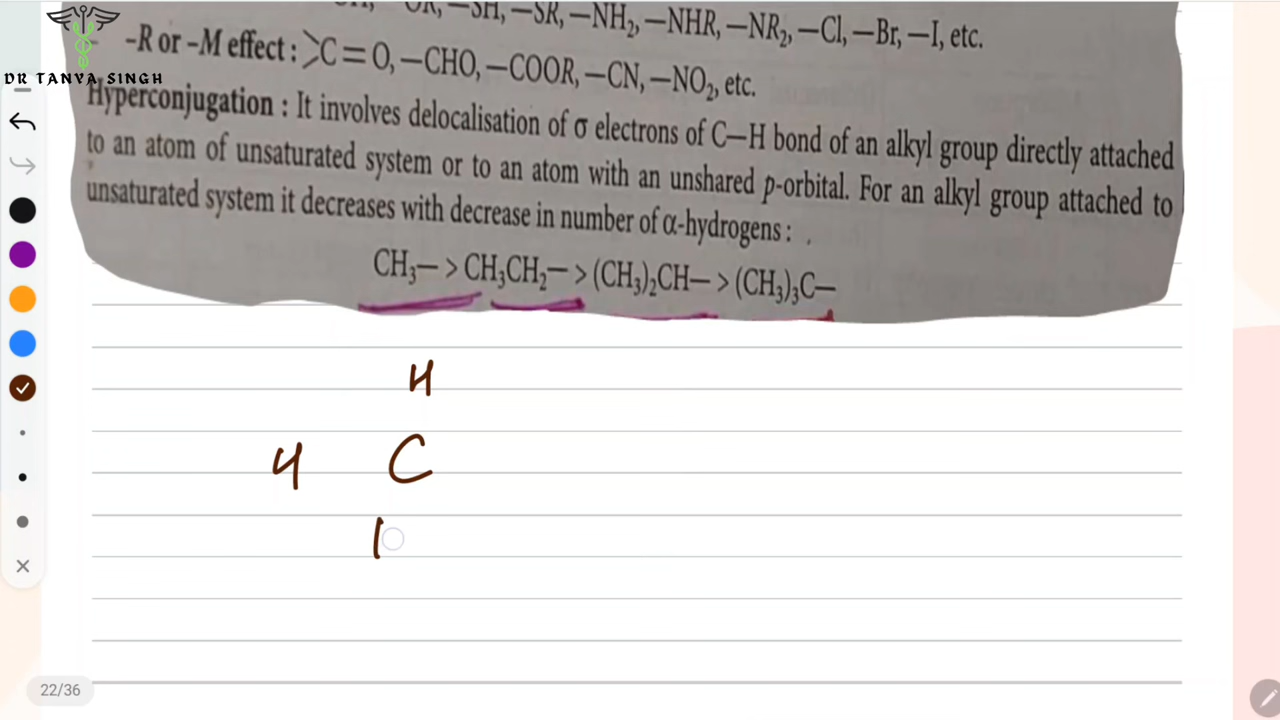 OR, –SH, –SR, –NH₂, –NHR, –NR₂, –Cl, –Br, –I, etc.
-R or –M effect : >C=O, –CHO, –COOR, –CN, –NO₂, etc.
DR TANYA SINGH
Hyperconjugation : It involves delocalisation of σ electrons of C–H bond of an alkyl group directly attached
to an atom of unsaturated system or to an atom with an unshared p-orbital. For an alkyl group attached to
unsaturated system it decreases with decrease in number of α-hydrogens :
CH₃– > CH₃CH₂– > (CH₃)₂CH– > (CH₃)₃C–
H
H C
22/36